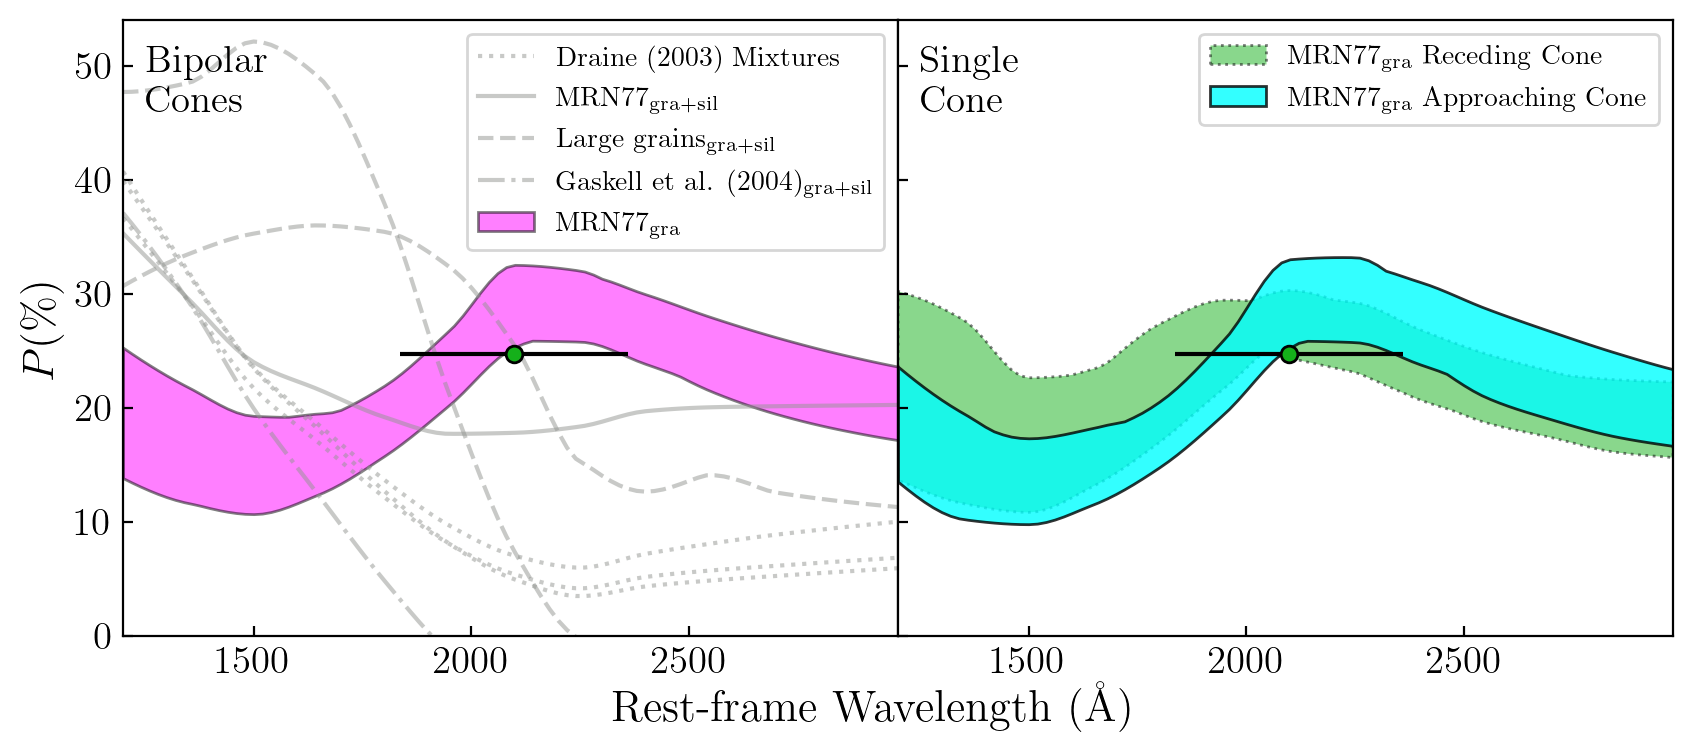 Bipolar
Cones
Draine (2003) Mixtures
MRN77gra+sil
Large grainsgra+sil
Gaskell et al. (2004)gra+sil
MRN77gra
Single
Cone
MRN77gra Receding Cone
MRN77gra Approaching Cone
P(%)
50
40
30
20
10
0
1500
2000
2500
1500
2000
2500
Rest-frame Wavelength (Å)